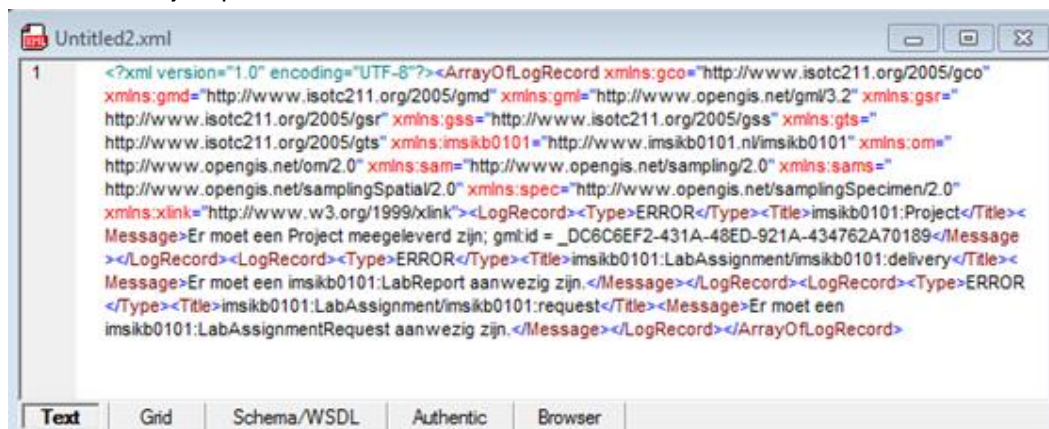 Untitled2.xml
1
<?xml version="1.0" encoding="UTF-8"?><ArrayOfLogRecord xmlns:gco="http://www.isotc211.org/2005/gco"
xmlns:gmd="http://www.isotc211.org/2005/gmd" xmlns:gml="http://www.opengis.net/gml/3.2" xmlns:gsr="
http://www.isotc211.org/2005/gsr" xmlns:gss="http://www.isotc211.org/2005/gss" xmlns:gts="
http://www.isotc211.org/2005/gts" xmlns:imsikb0101="http://www.imsikb0101.nl/imsikb0101" xmlns:om="
http://www.opengis.net/om/2.0" xmlns:sam="http://www.opengis.net/sampling/2.0" xmlns:sams="
http://www.opengis.net/samplingSpatial/2.0" xmlns:spec="http://www.opengis.net/samplingSpecimen/2.0"
xmlns:xlink="http://www.w3.org/1999/xlink"><LogRecord><Type>ERROR</Type><Title>imsikb0101:Project</Title><
Message>Er moet een Project meegeleverd zijn; gml:id = _DC6C6EF2-431A-48ED-921A-434762A70189</Message
></LogRecord><LogRecord><Type>ERROR</Type><Title>imsikb0101:LabAssignment/imsikb0101:delivery</Title><
Message>Er moet een imsikb0101:LabReport aanwezig zijn.</Message></LogRecord><LogRecord><Type>ERROR
</Type><Title>imsikb0101:LabAssignment/imsikb0101:request</Title><Message>Er moet een
imsikb0101:LabAssignmentRequest aanwezig zijn.</Message></LogRecord></ArrayOfLogRecord>
Text Grid Schema/WSDL Authentic Browser